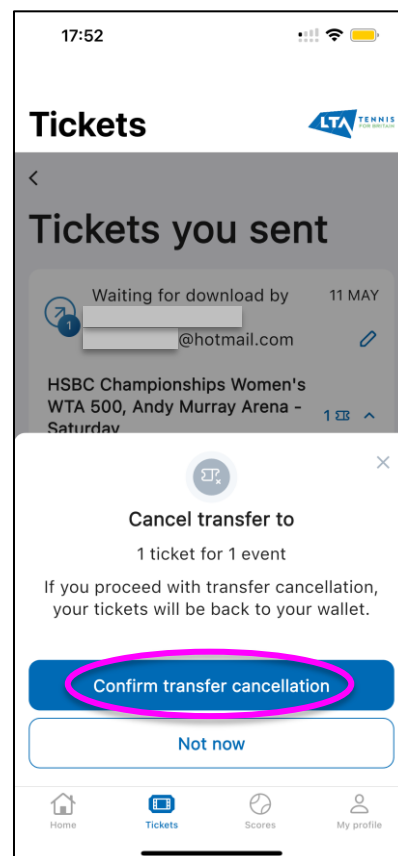 17:52
Tickets
LTA TENNIS
FOR BRITAIN
Tickets you sent
Waiting for download by
11 MAY
1
@hotmail.com
HSBC Championships Women's
WTA 500, Andy Murray Arena -
Saturday
1
Cancel transfer to
1 ticket for 1 event
If you proceed with transfer cancellation,
your tickets will be back to your wallet.
Confirm transfer cancellation
Not now
Home
Tickets
Scores
My profile